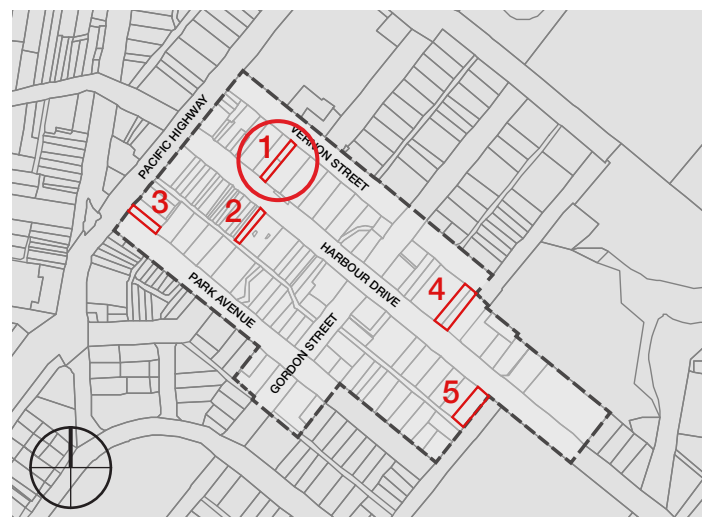 PACIFIC HIGHWAY
VERNON STREET
1
2
3
HARBOUR DRIVE
4
PARK AVENUE
GORDON STREET
5